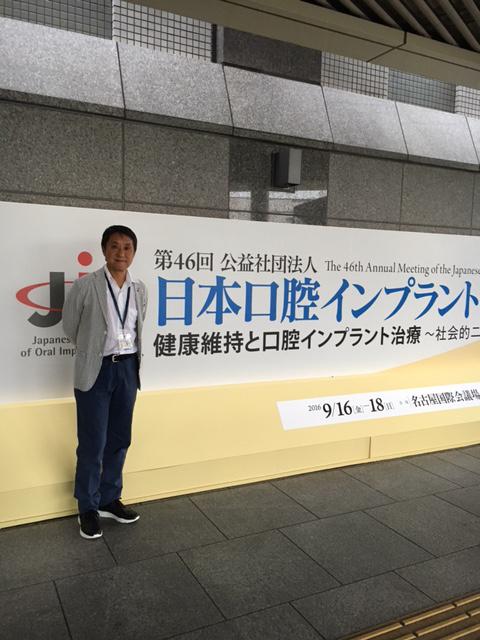 第46回 公益社団法人 The 46th Annual Meeting of the Japanese
日本口腔インプラント
健康維持と口腔インプラント治療 ～社会的二
Japanese
of Oral Imp
2016 9/16(金)-18(日) 名古屋国際会議場